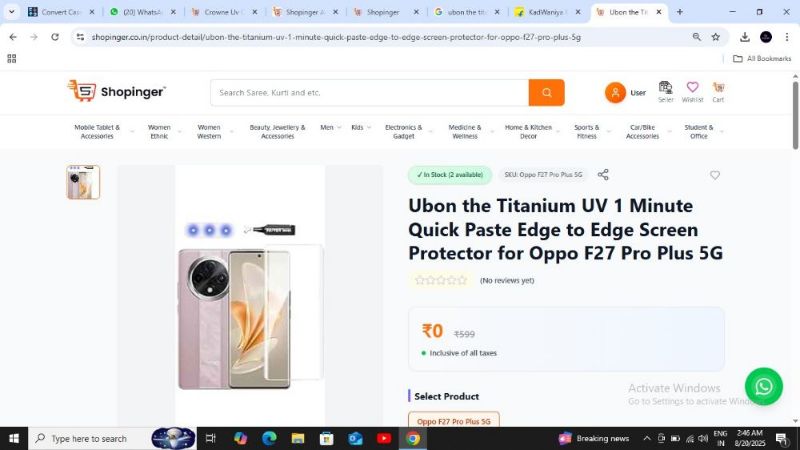 Convert Case
(20) WhatsA
Crowne Uv C
Shopinger A
Shopinger
ubon the tit
KadWaniya
Ubon the Tit
shopinger.co.in/product-detail/ubon-the-titanium-uv-1-minute-quick-paste-edge-to-edge-screen-protector-for-oppo-f27-pro-plus-5g
All Bookmarks
Shopinger
Search Saree, Kurti and etc.
User
Seller
Wishlist
Cart
Mobile Tablet &
Accessories
Women
Ethnic
Women
Western
Beauty, Jewellery &
Accessories
Men
Kids
Electronics &
Gadget
Medicine &
Wellness
Home & Kitchen
Decor
Sports &
Fitness
Car/Bike
Accessories
Student &
Office
✓ In Stock (2 available)
SKU: Oppo F27 Pro Plus 5G
Ubon the Titanium UV 1 Minute
Quick Paste Edge to Edge Screen
Protector for Oppo F27 Pro Plus 5G
(No reviews yet)
₹0 ₹599
Inclusive of all taxes
Select Product
Oppo F27 Pro Plus 5G
Activate Windows
Go to Settings to activate Windo
Type here to search
Breaking news
ENG
IN
2:46 AM
8/20/2025